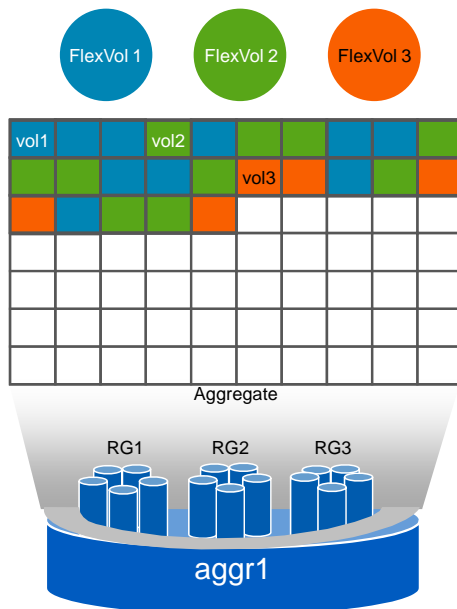 FlexVol 1 FlexVol 2 FlexVol 3
vol1 vol2
vol3
Aggregate
RG1 RG2 RG3
aggr1